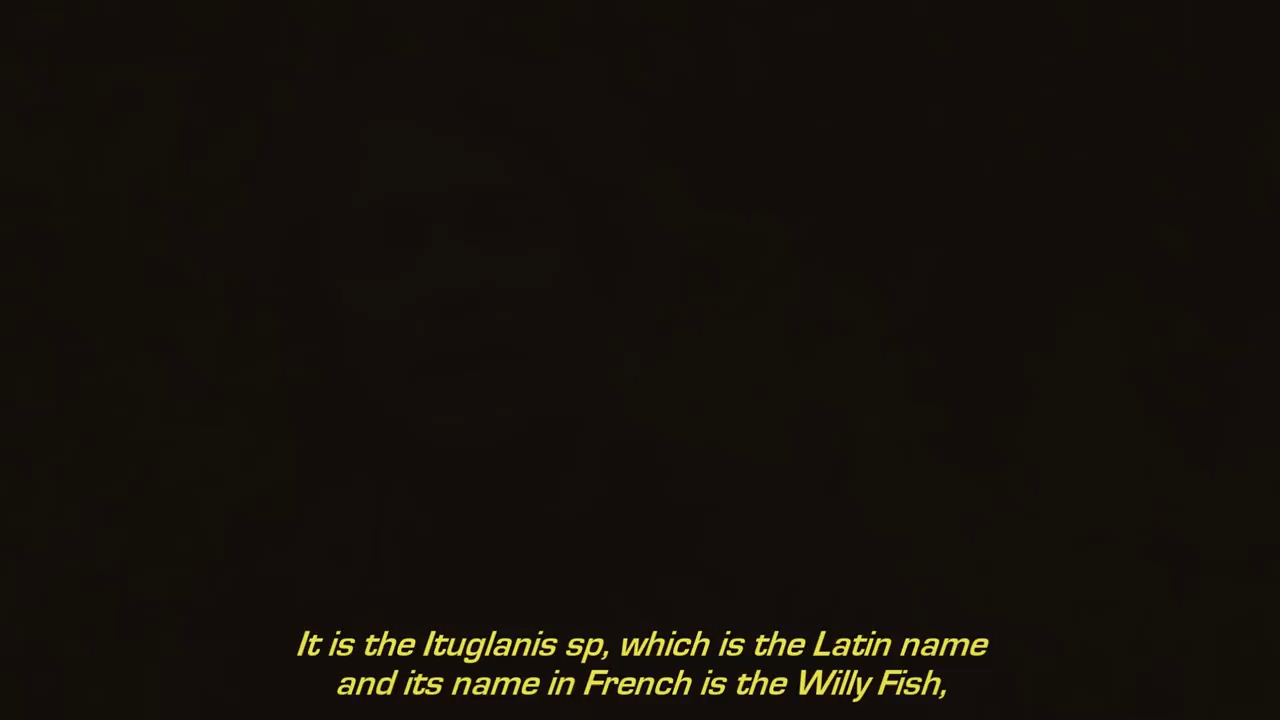 It is the Ituglanis sp, which is the Latin name
and its name in French is the Willy Fish,